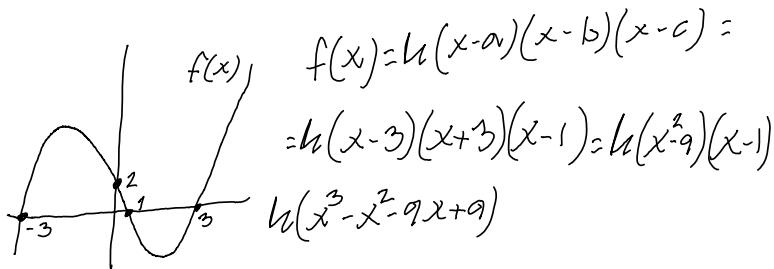 f(x)
f(x)=k(x-a)(x-b)(x-c)=
=k(x-3)(x+3)(x-1)=k(x²-9)(x-1)
k(x³-x²-9x+9)
2
-3
1
3